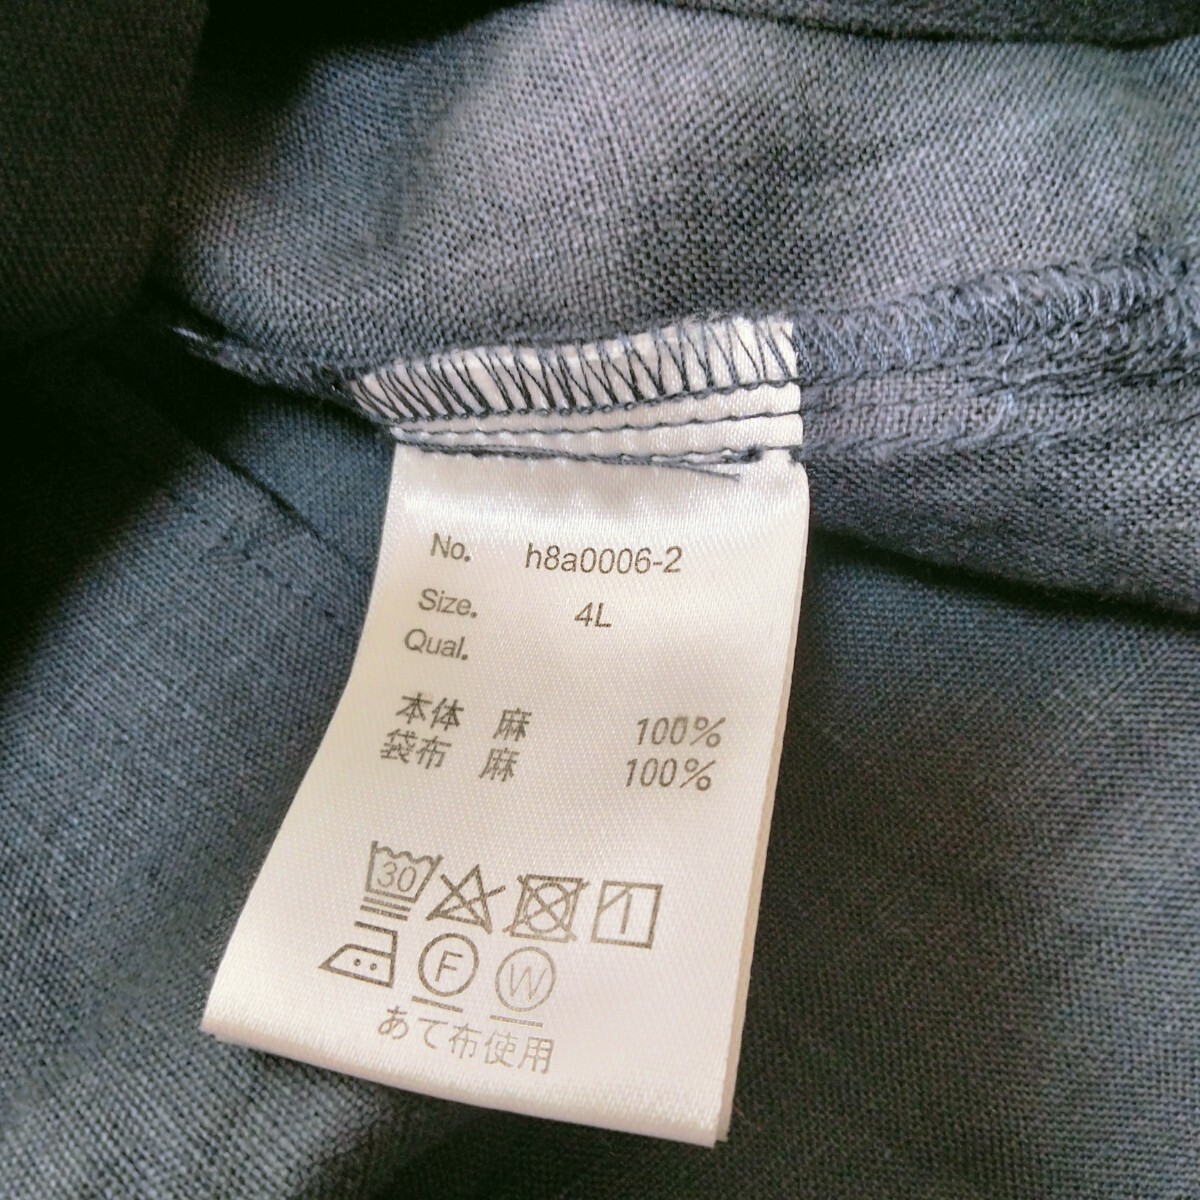 No. h8a0006-2
Size. 4L
Qual.
本体 麻 100%
袋布 麻 100%
30
F W
あて布使用